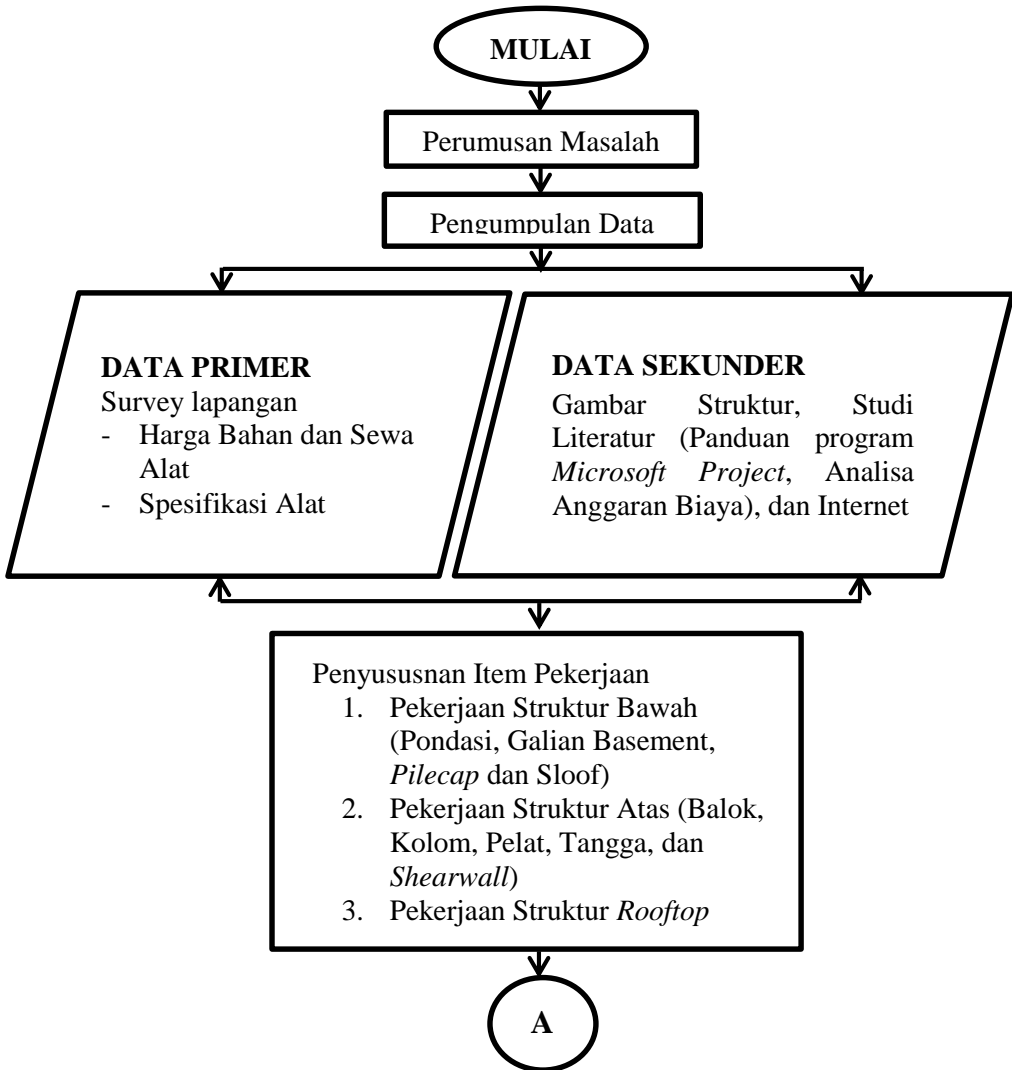 MULAI
Perumusan Masalah
Pengumpulan Data
DATA PRIMER
Survey lapangan
- Harga Bahan dan Sewa
Alat
- Spesifikasi Alat
DATA SEKUNDER
Gambar Struktur, Studi
Literatur (Panduan program
Microsoft Project, Analisa
Anggaran Biaya), dan Internet
Penyususnan Item Pekerjaan
1. Pekerjaan Struktur Bawah
(Pondasi, Galian Basement,
Pilecap dan Sloof)
2. Pekerjaan Struktur Atas (Balok,
Kolom, Pelat, Tangga, dan
Shearwall)
3. Pekerjaan Struktur Rooftop
A